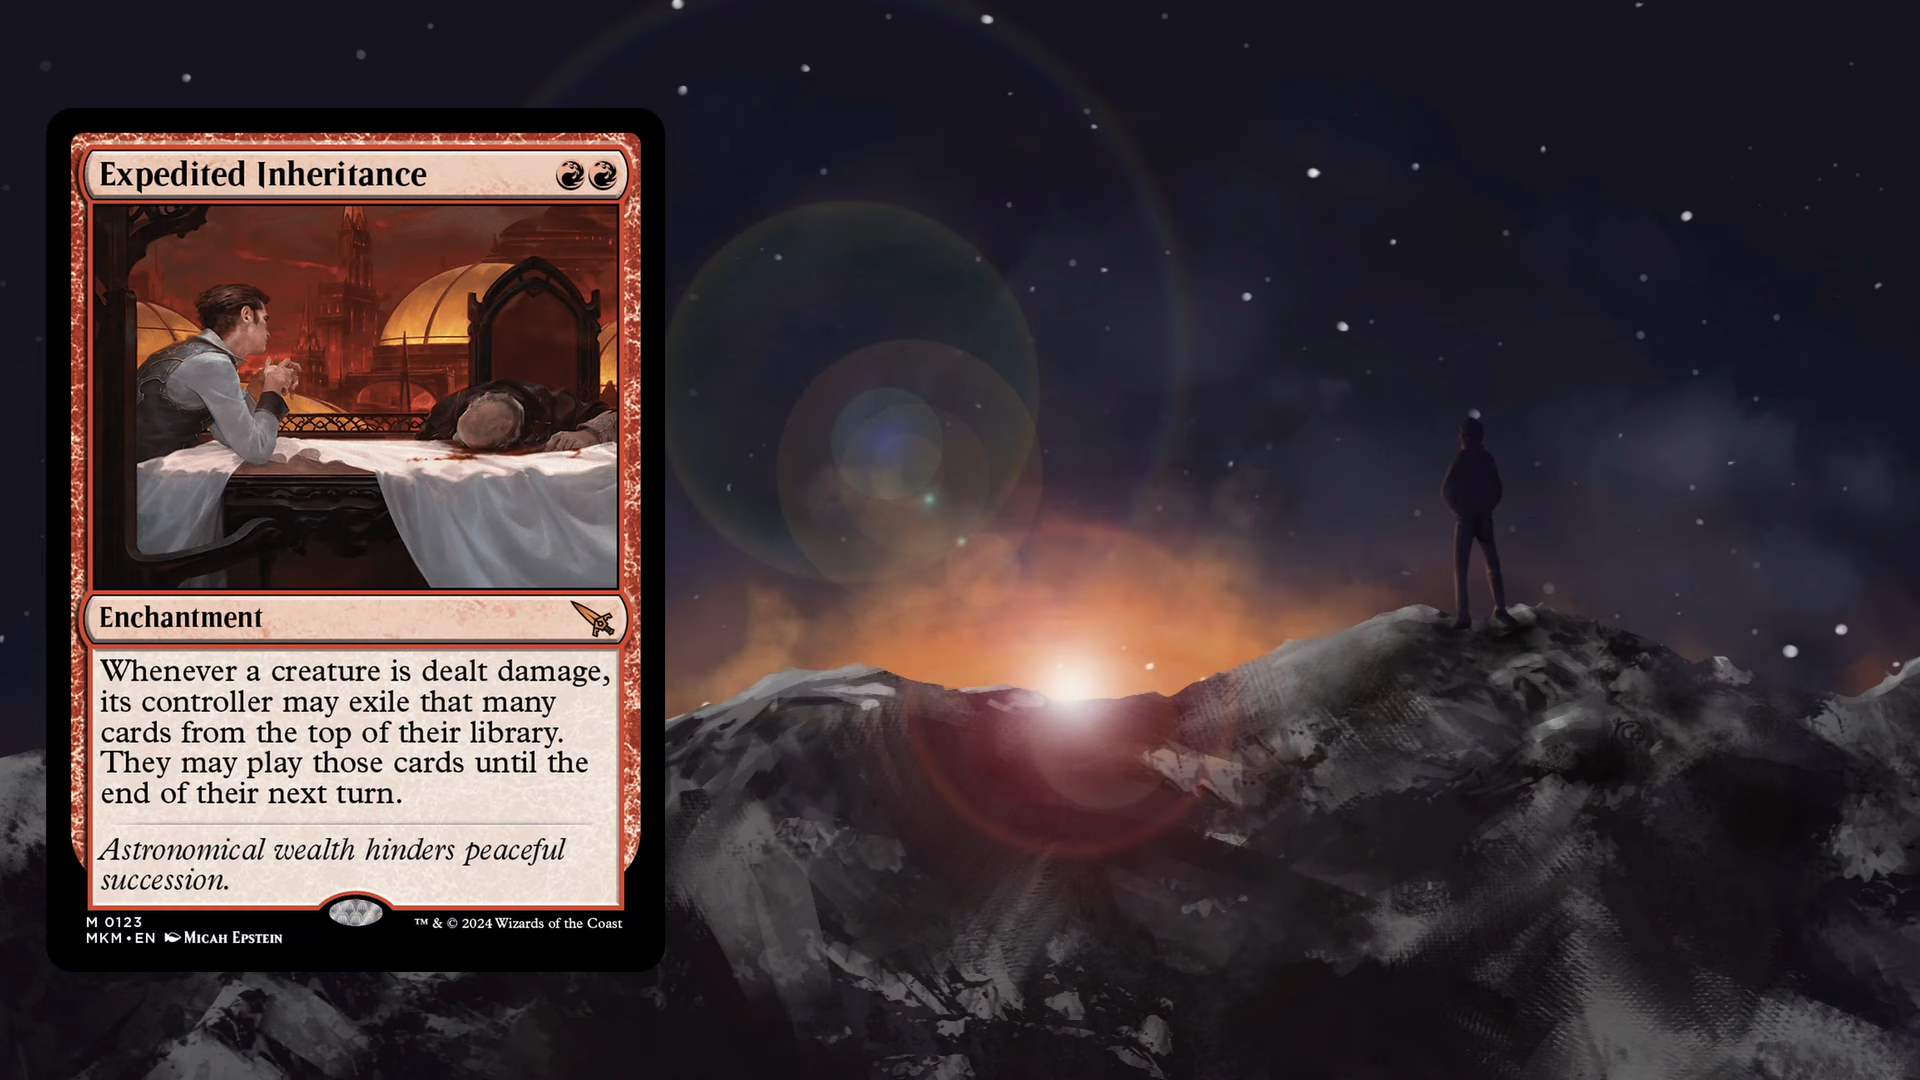 Expedited Inheritance
Enchantment
Whenever a creature is dealt damage,
its controller may exile that many
cards from the top of their library.
They may play those cards until the
end of their next turn.
Astronomical wealth hinders peaceful
succession.
M 0123
MKM • EN Micah Epstein
™ & © 2024 Wizards of the Coast